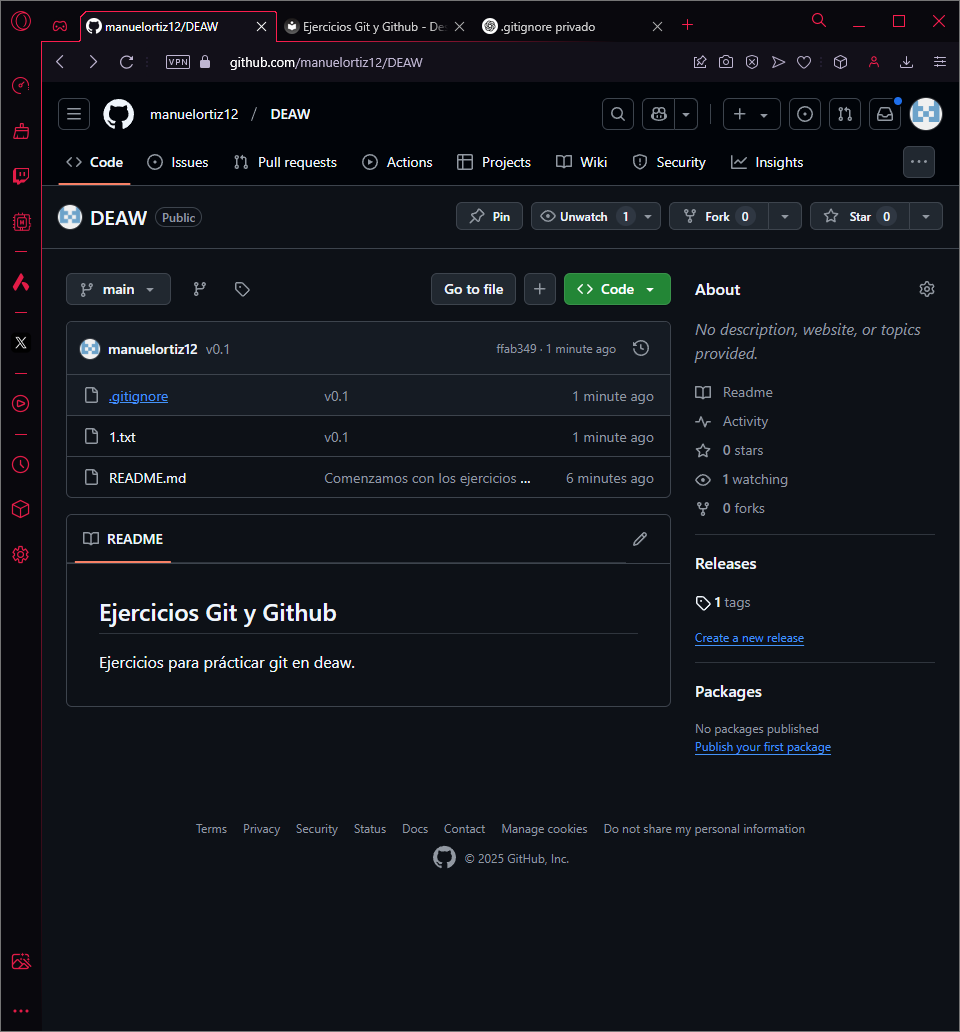 manuelortiz12/DEAW
Ejercicios Git y Github - Des
.gitignore privado
VPN
github.com/manuelortiz12/DEAW
manuelortiz12 / DEAW
Code
Issues
Pull requests
Actions
Projects
Wiki
Security
Insights
DEAW Public
Pin
Unwatch 1
Fork 0
Star 0
main
Go to file
Code
manuelortiz12 v0.1 ffab349 · 1 minute ago
.gitignore v0.1 1 minute ago
1.txt v0.1 1 minute ago
README.md Comenzamos con los ejercicios ... 6 minutes ago
README
Ejercicios Git y Github
Ejercicios para prácticar git en deaw.
About
No description, website, or topics
provided.
Readme
Activity
0 stars
1 watching
0 forks
Releases
1 tags
Create a new release
Packages
No packages published
Publish your first package
Terms Privacy Security Status Docs Contact Manage cookies Do not share my personal information
© 2025 GitHub, Inc.